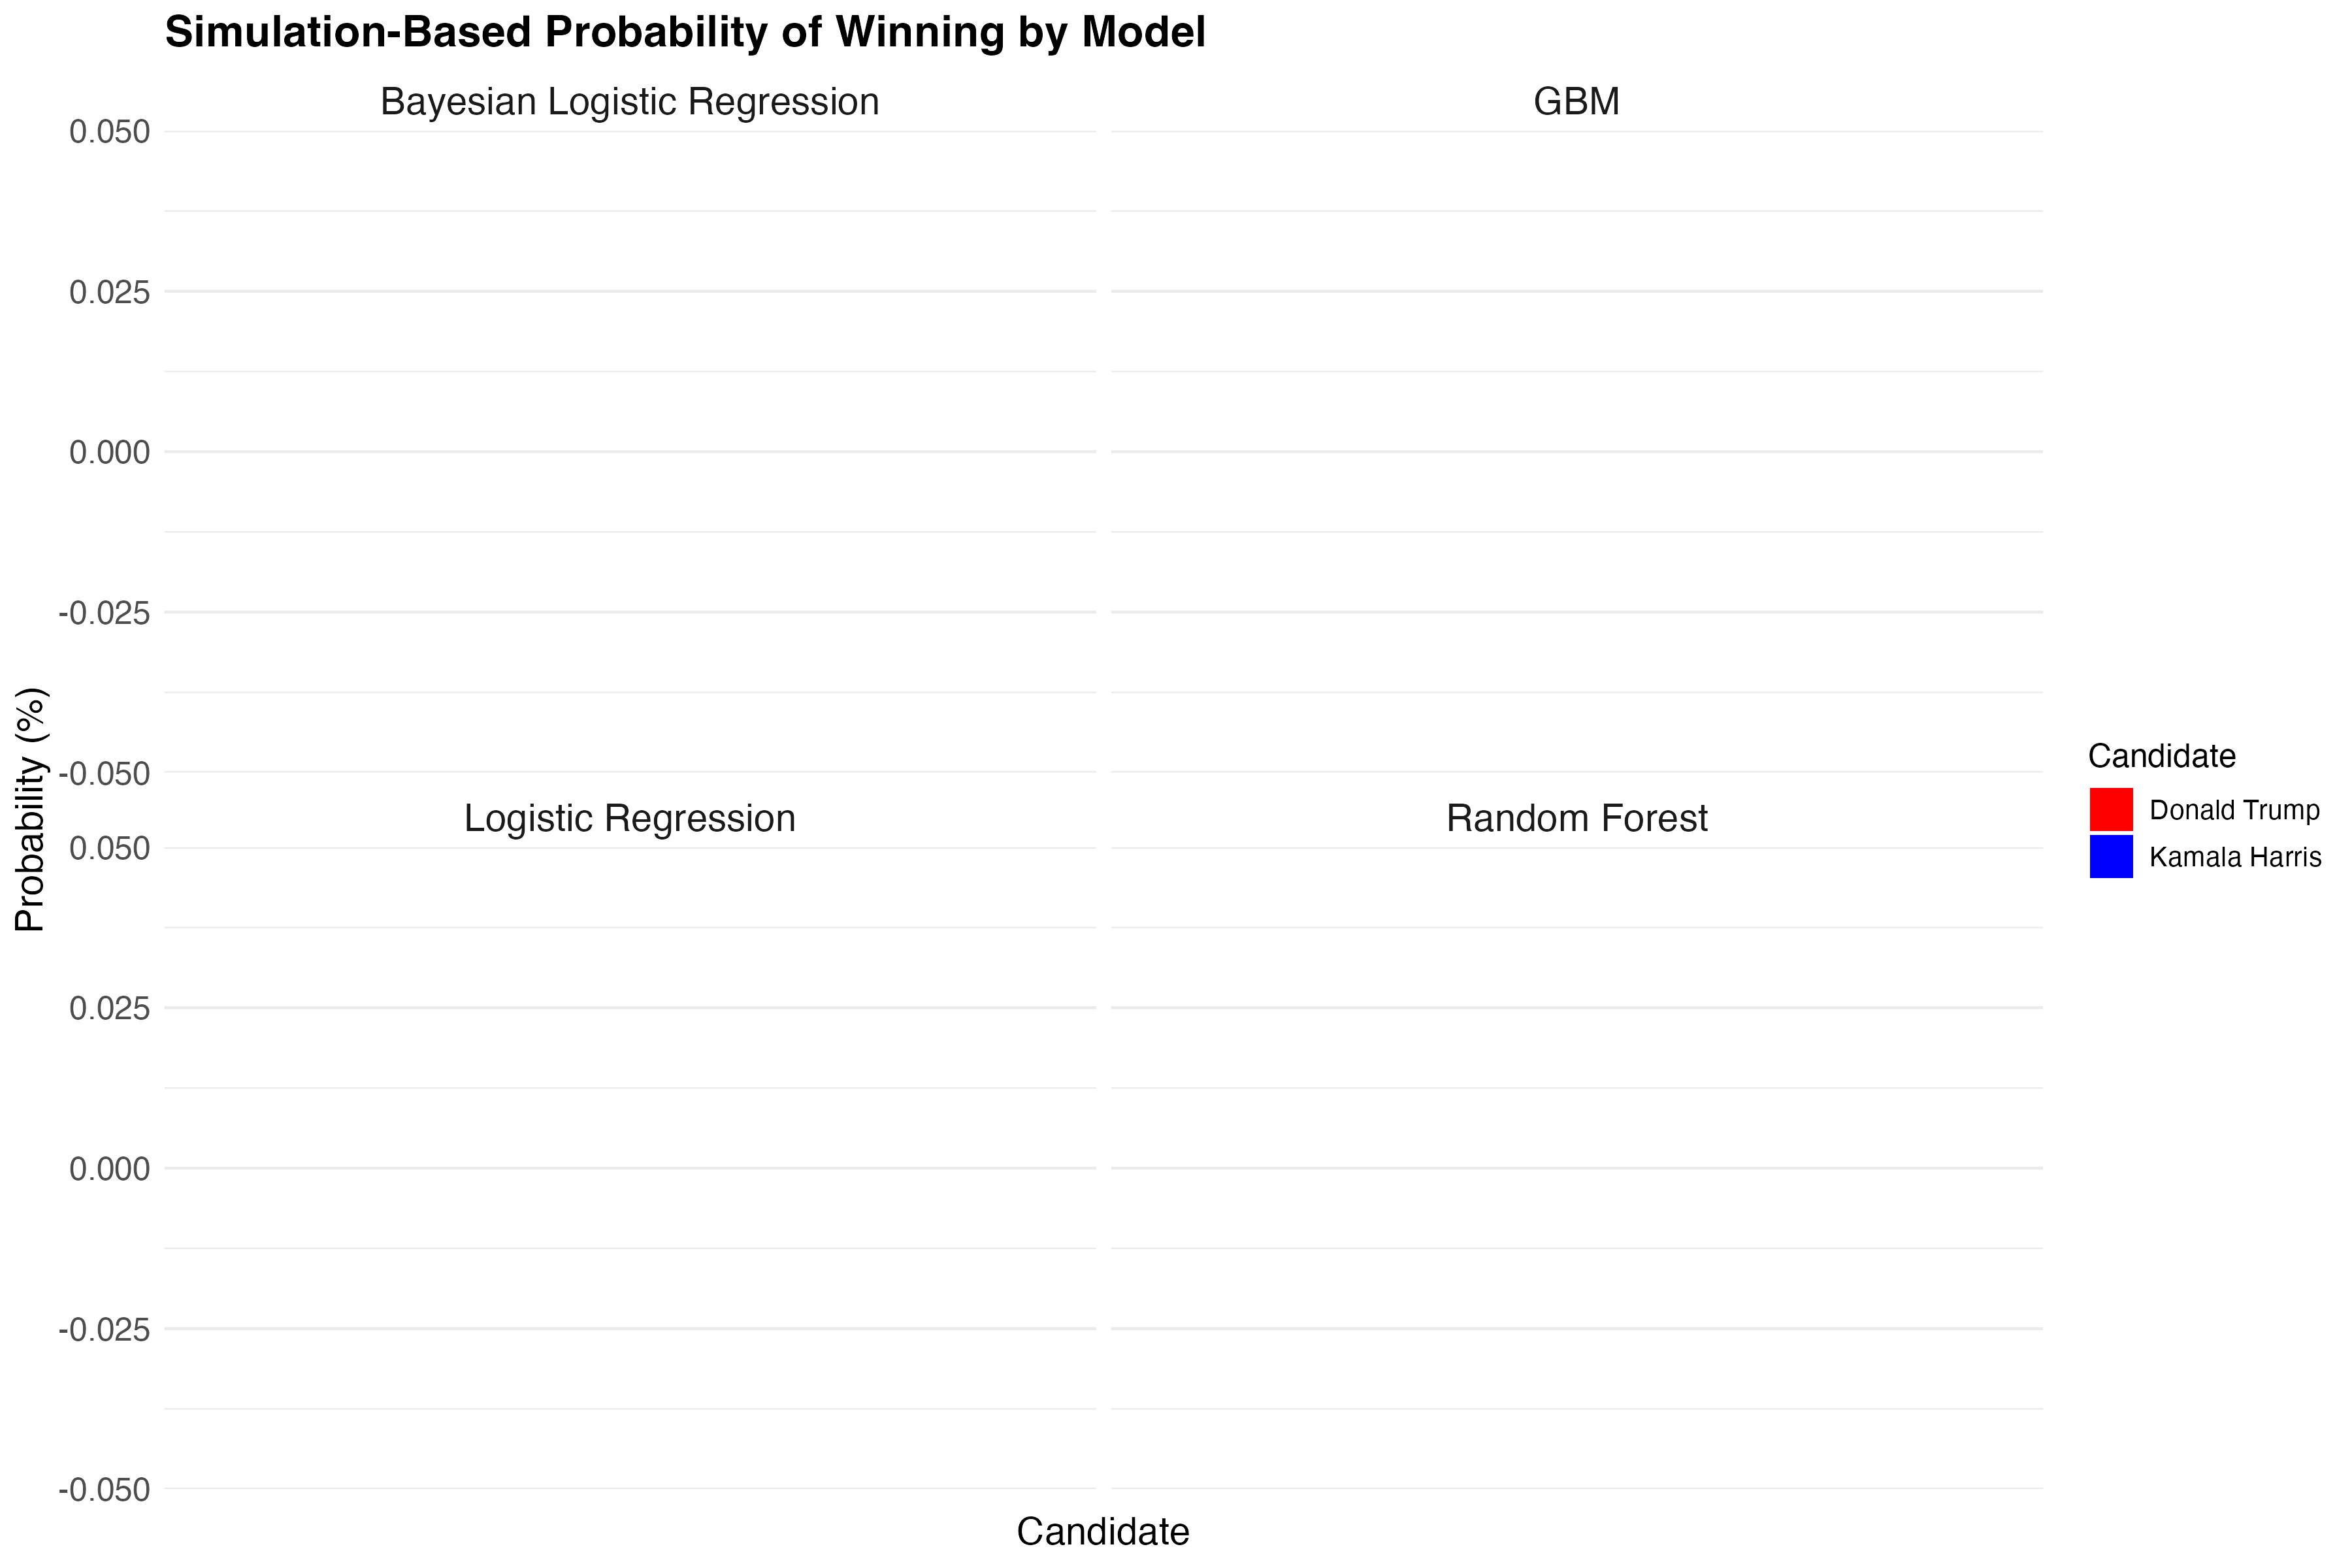 Simulation-Based Probability of Winning by Model
Bayesian Logistic Regression
GBM
0.050
0.025
0.000
-0.025
-0.050
Logistic Regression
Random Forest
0.050
0.025
0.000
-0.025
-0.050
Probability (%)
Candidate
Candidate
Donald Trump
Kamala Harris